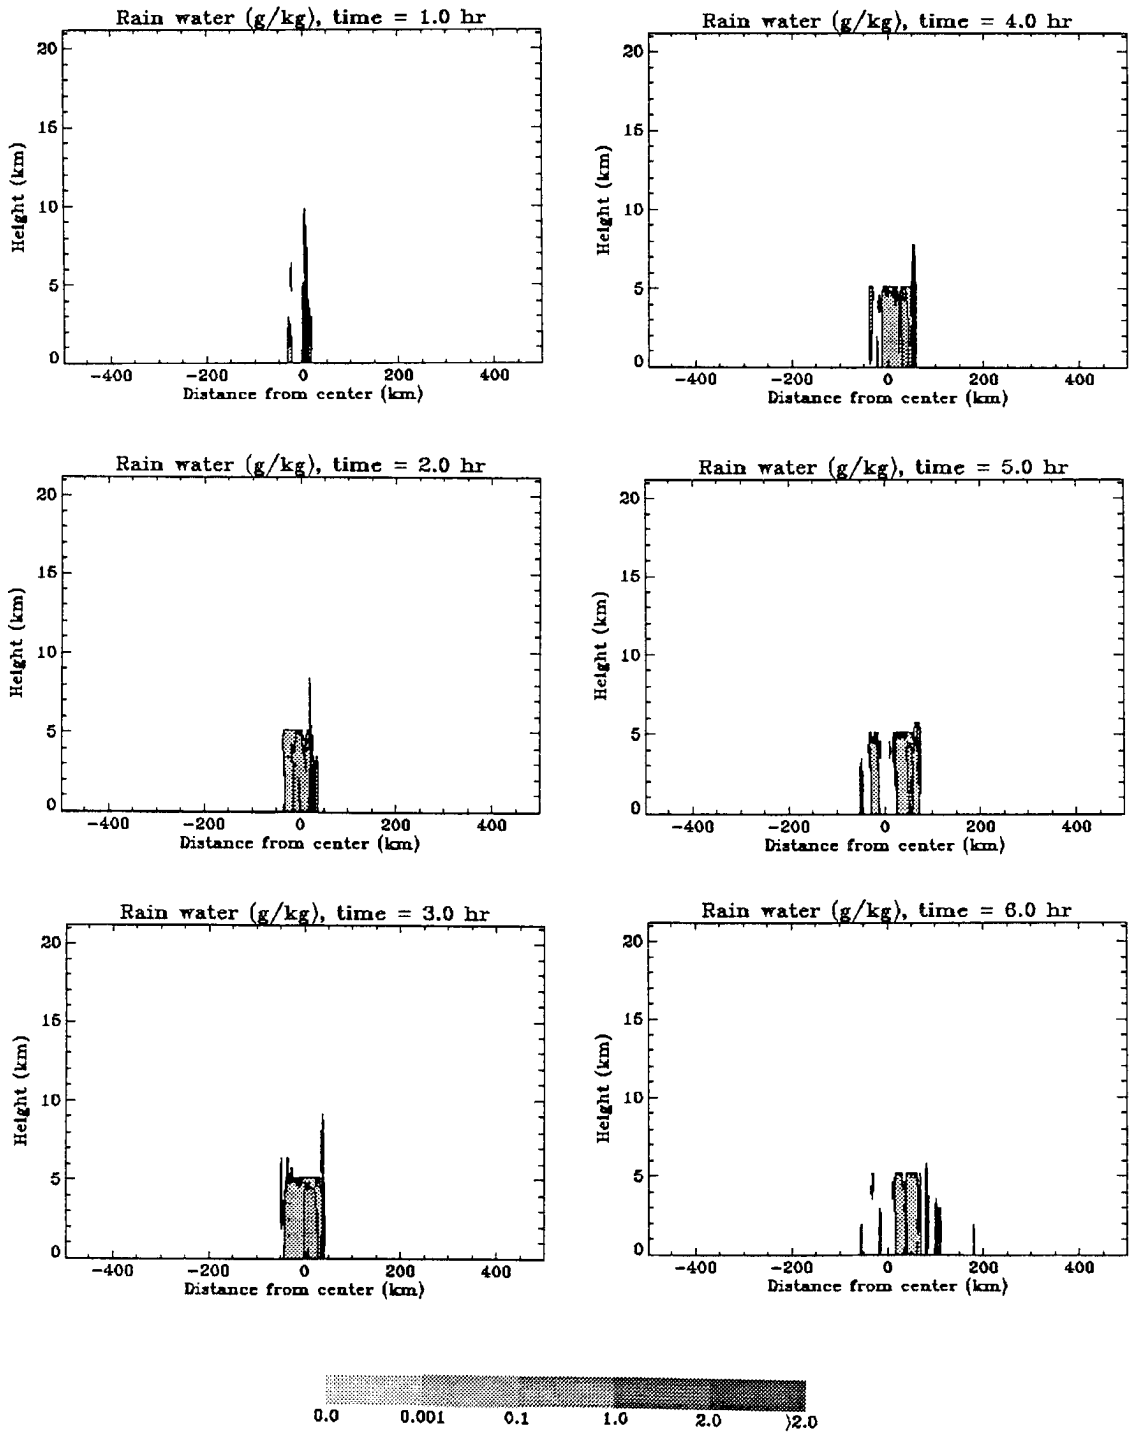 Rain water (g/kg), time = 1.0 hr
20
15
10
5
0
Height (km)
-400 -200 0 200 400
Distance from center (km)
Rain water (g/kg), time = 4.0 hr
20
15
10
5
0
Height (km)
-400 -200 0 200 400
Distance from center (km)
Rain water (g/kg), time = 2.0 hr
20
15
10
5
0
Height (km)
-400 -200 0 200 400
Distance from center (km)
Rain water (g/kg), time = 5.0 hr
20
15
10
5
0
Height (km)
-400 -200 0 200 400
Distance from center (km)
Rain water (g/kg), time = 3.0 hr
20
15
10
5
0
Height (km)
-400 -200 0 200 400
Distance from center (km)
Rain water (g/kg), time = 6.0 hr
20
15
10
5
0
Height (km)
-400 -200 0 200 400
Distance from center (km)
0.0 0.001 0.1 1.0 2.0 >2.0